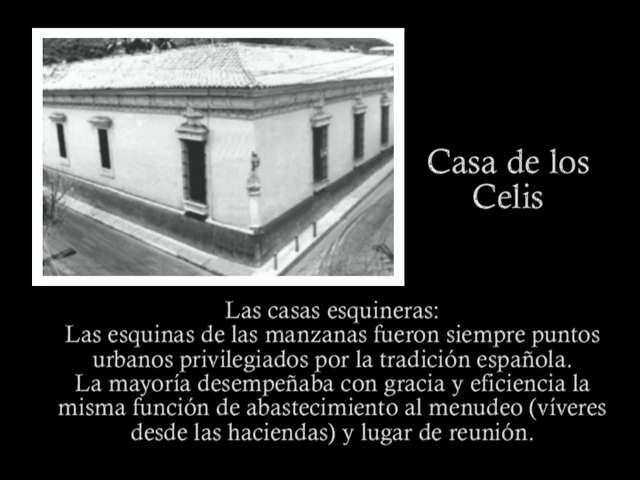 Casa de los
Celis
Las casas esquineras:
Las esquinas de las manzanas fueron siempre puntos
urbanos privilegiados por la tradición española.
La mayoría desempeñaba con gracia y eficiencia la
misma función de abastecimiento al menudeo (víveres
desde las haciendas) y lugar de reunión.